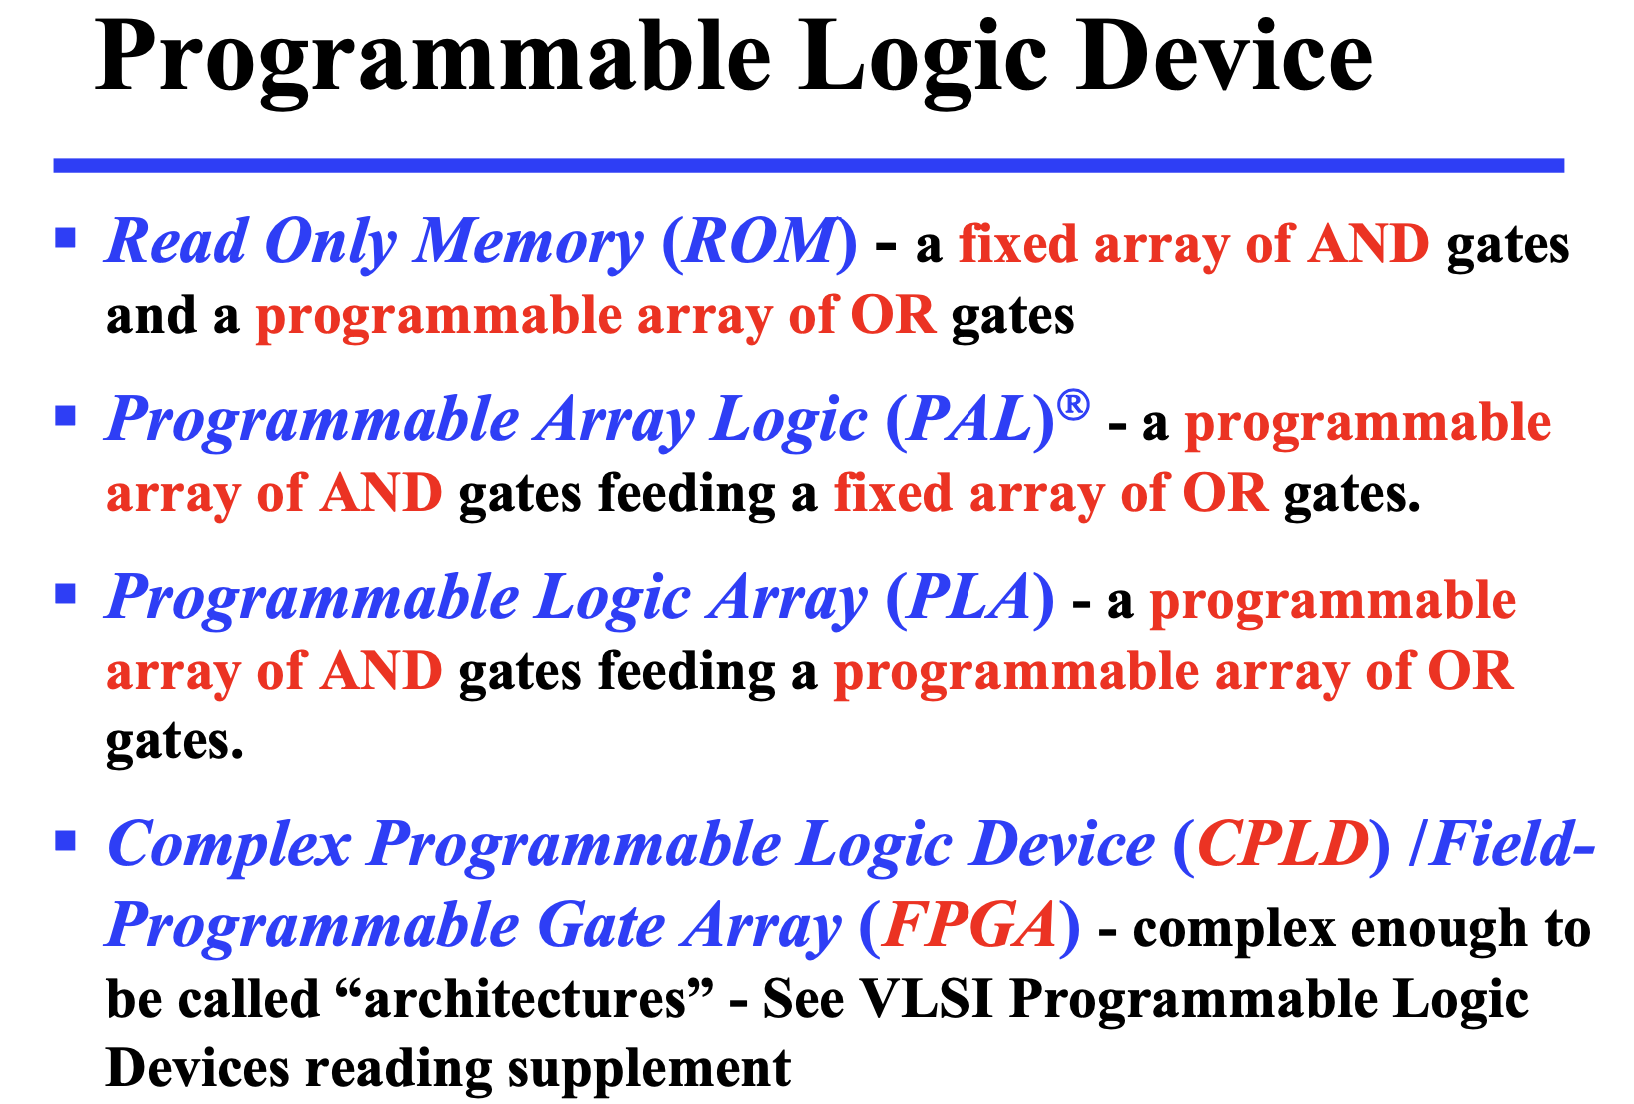 Programmable Logic Device
▪ Read Only Memory (ROM) - a fixed array of AND gates
and a programmable array of OR gates
▪ Programmable Array Logic (PAL)® - a programmable
array of AND gates feeding a fixed array of OR gates.
▪ Programmable Logic Array (PLA) - a programmable
array of AND gates feeding a programmable array of OR
gates.
▪ Complex Programmable Logic Device (CPLD) /Field-
Programmable Gate Array (FPGA) - complex enough to
be called “architectures” - See VLSI Programmable Logic
Devices reading supplement